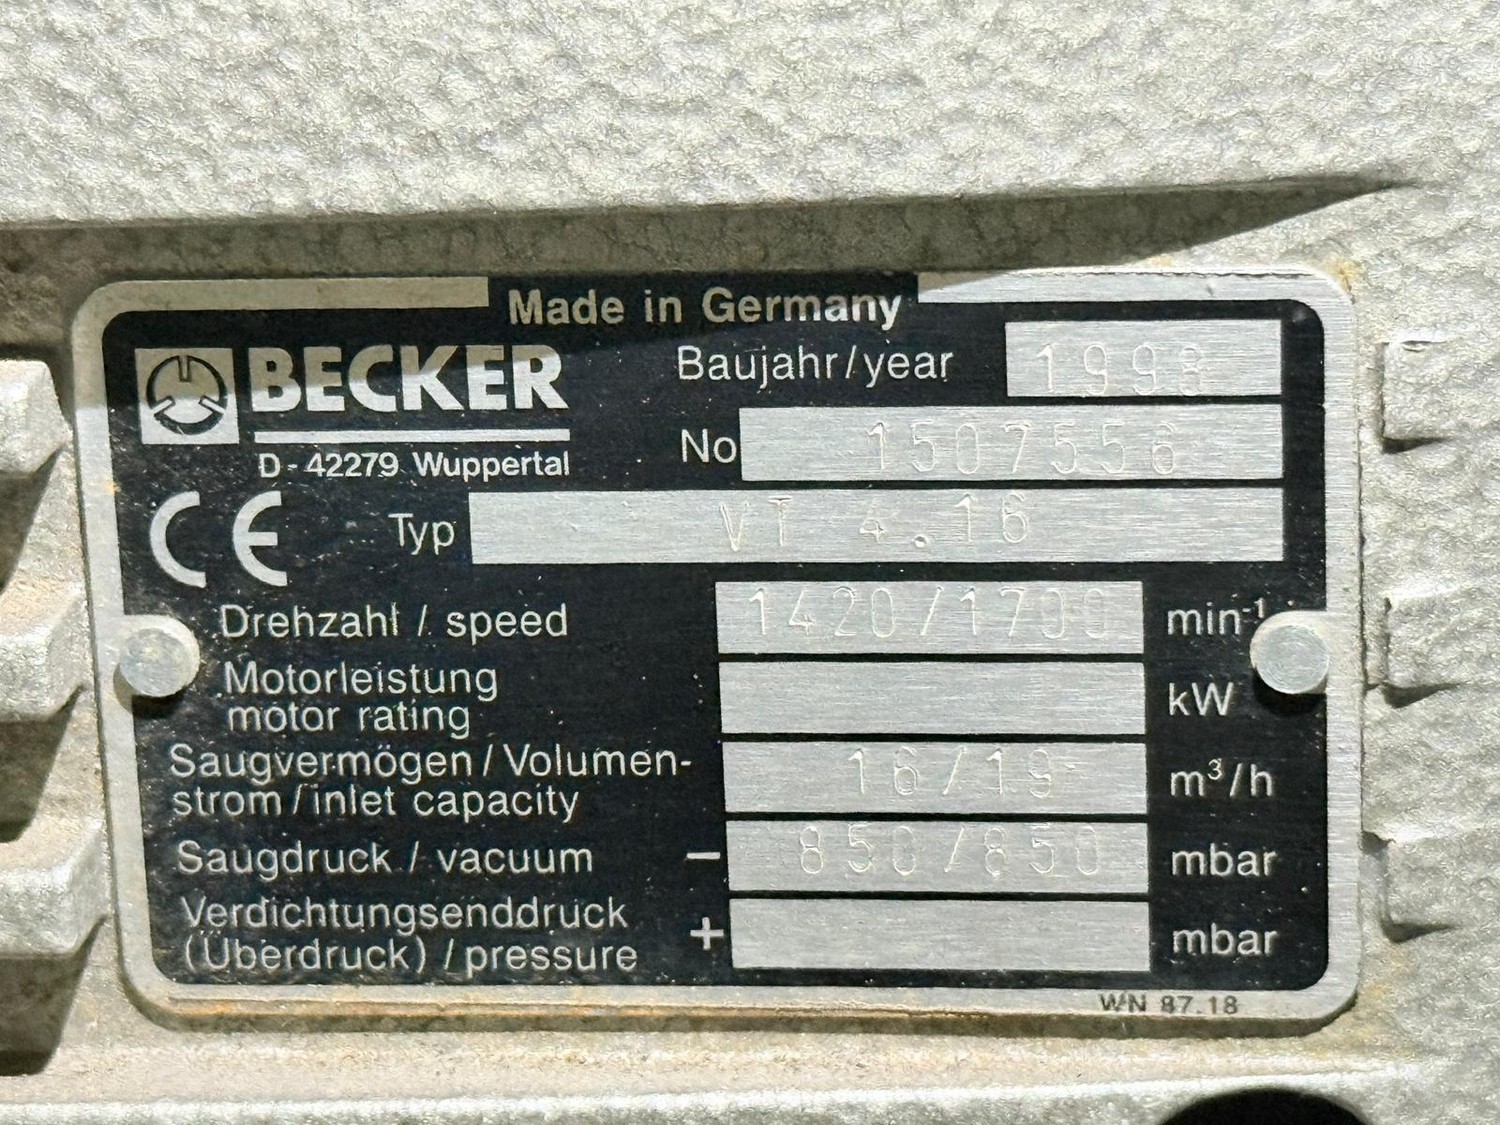 Made in Germany
BECKER
Baujahr/year 1998
No 1507556
D-42279 Wuppertal
CE
Typ VT 4.16
Drehzahl / speed 1420/1700 min-¹
Motorleistung
motor rating kW
Saugvermögen/Volumen-
strom/inlet capacity 16/19 m³/h
Saugdruck / vacuum - 850/850 mbar
Verdichtungsenddruck
(Überdruck) / pressure + mbar
WN 87.18